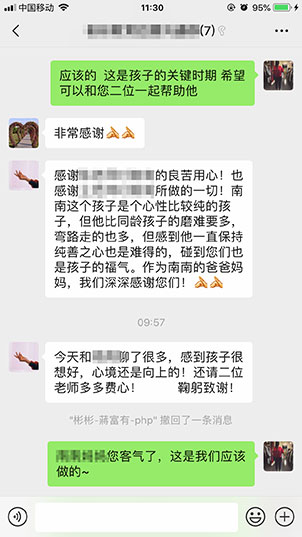 中国移动 11:30 95%
(7)
应该的 这是孩子的关键时期 希望
可以和您二位一起帮助他
非常感谢🙏🙏
感谢的良苦用心！也
感谢所做的一切！南
南这个孩子是个心性比较纯的孩
子，但他比同龄孩子的磨难要多，
弯路走的也多，但感到他一直保持
纯善之心也是难得的，碰到您们也
是孩子的福气。作为南南的爸爸妈
妈，我们深深感谢您们！🙏
09:57
今天和聊了很多，感到孩子很
想好，心境还是向上的！还请二位
老师多多费心！ 鞠躬致谢！
"彬彬-蔣富有-php" 撤回了一条消息
您客气了，这是我们应该
做的~